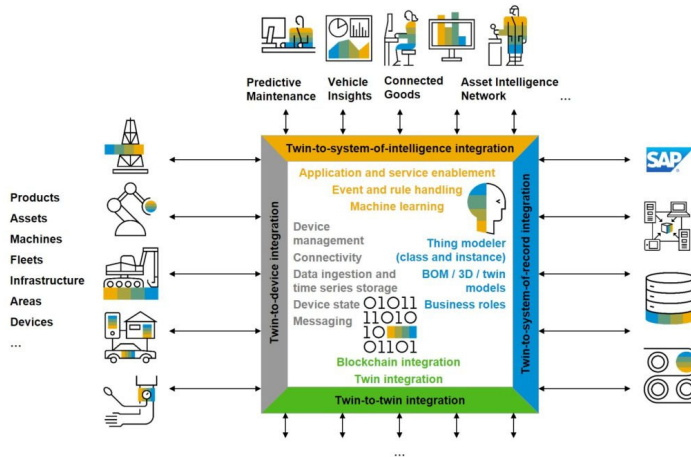 Predictive
Maintenance
Vehicle
Insights
Connected
Goods
Asset Intelligence
Network
...
Twin-to-system-of-intelligence integration
Application and service enablement
Event and rule handling
Machine learning
Products
Assets
Machines
Fleets
Infrastructure
Areas
Devices
...
Twin-to-device integration
Device
management
Connectivity
Data ingestion and
time series storage
Device state
Messaging
Thing modeler
(class and instance)
BOM / 3D / twin
models
Business roles
01011
11010
10
01101
Blockchain integration
Twin integration
Twin-to-twin integration
Twin-to-system-of-record integration
SAP
...